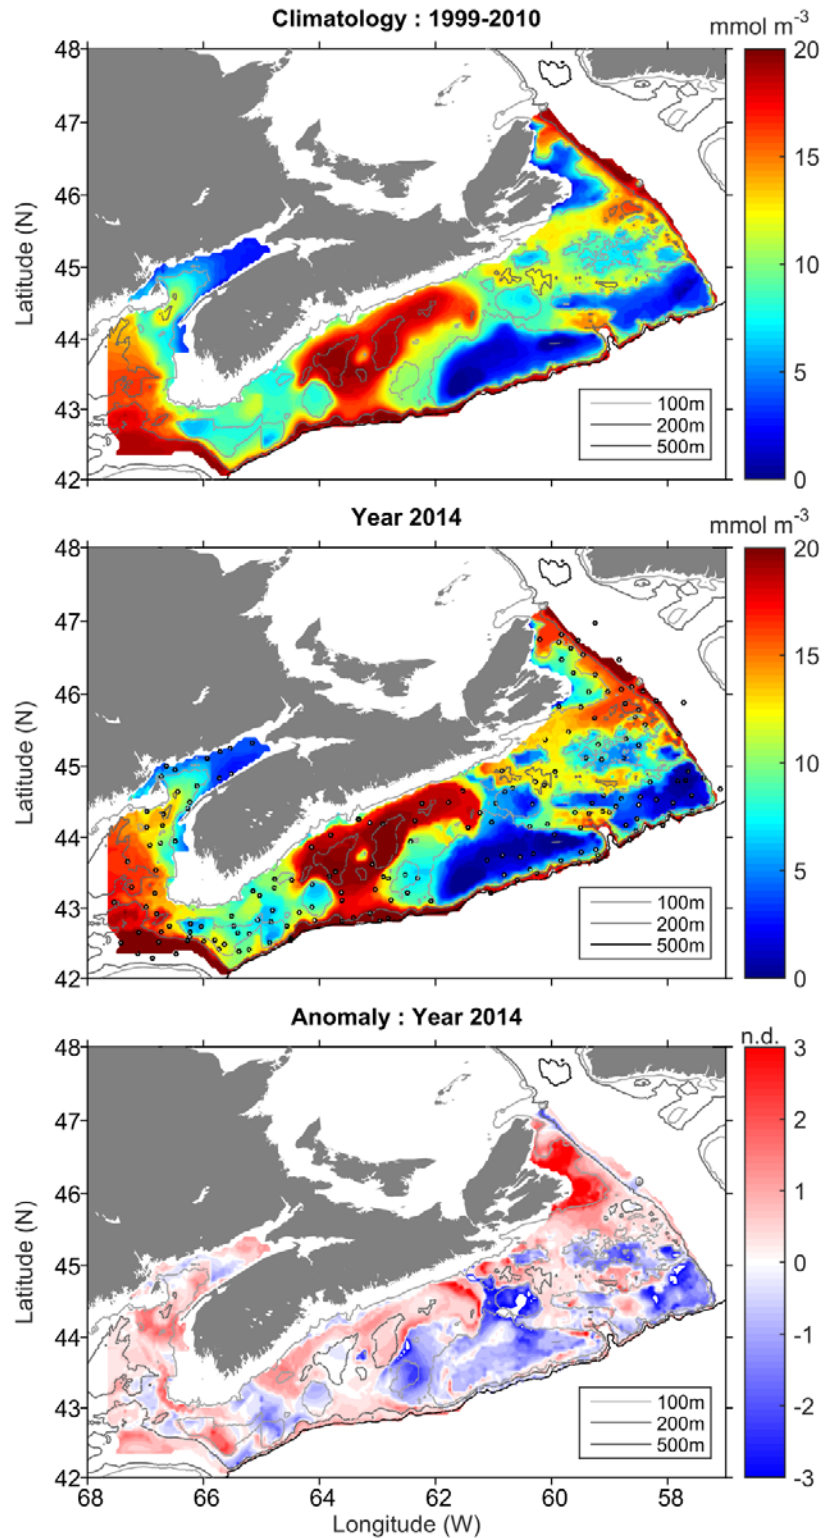 Climatology : 1999-2010
mmol m-3
48
47
46
45
44
43
42
Latitude (N)
100m
200m
500m
20
15
10
5
0
Year 2014
mmol m-3
48
47
46
45
44
43
42
Latitude (N)
100m
200m
500m
20
15
10
5
0
Anomaly : Year 2014
n.d.
48
47
46
45
44
43
42
Latitude (N)
100m
200m
500m
3
2
1
0
-1
-2
-3
68 66 64 62 60 58
Longitude (W)